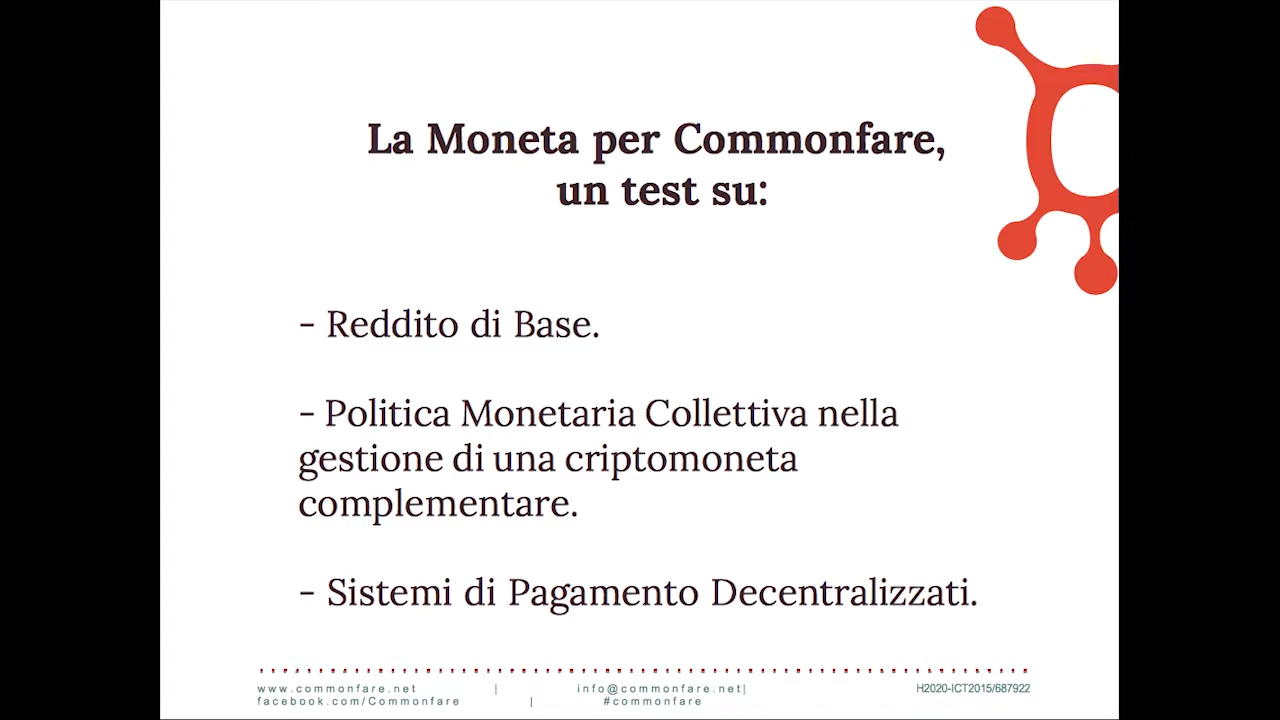 La Moneta per Commonfare,
un test su:
- Reddito di Base.
- Politica Monetaria Collettiva nella
gestione di una criptomoneta
complementare.
- Sistemi di Pagamento Decentralizzati.
www.commonfare.net | info@commonfare.net| H2020-ICT2015/687922
facebook.com/Commonfare | #commonfare